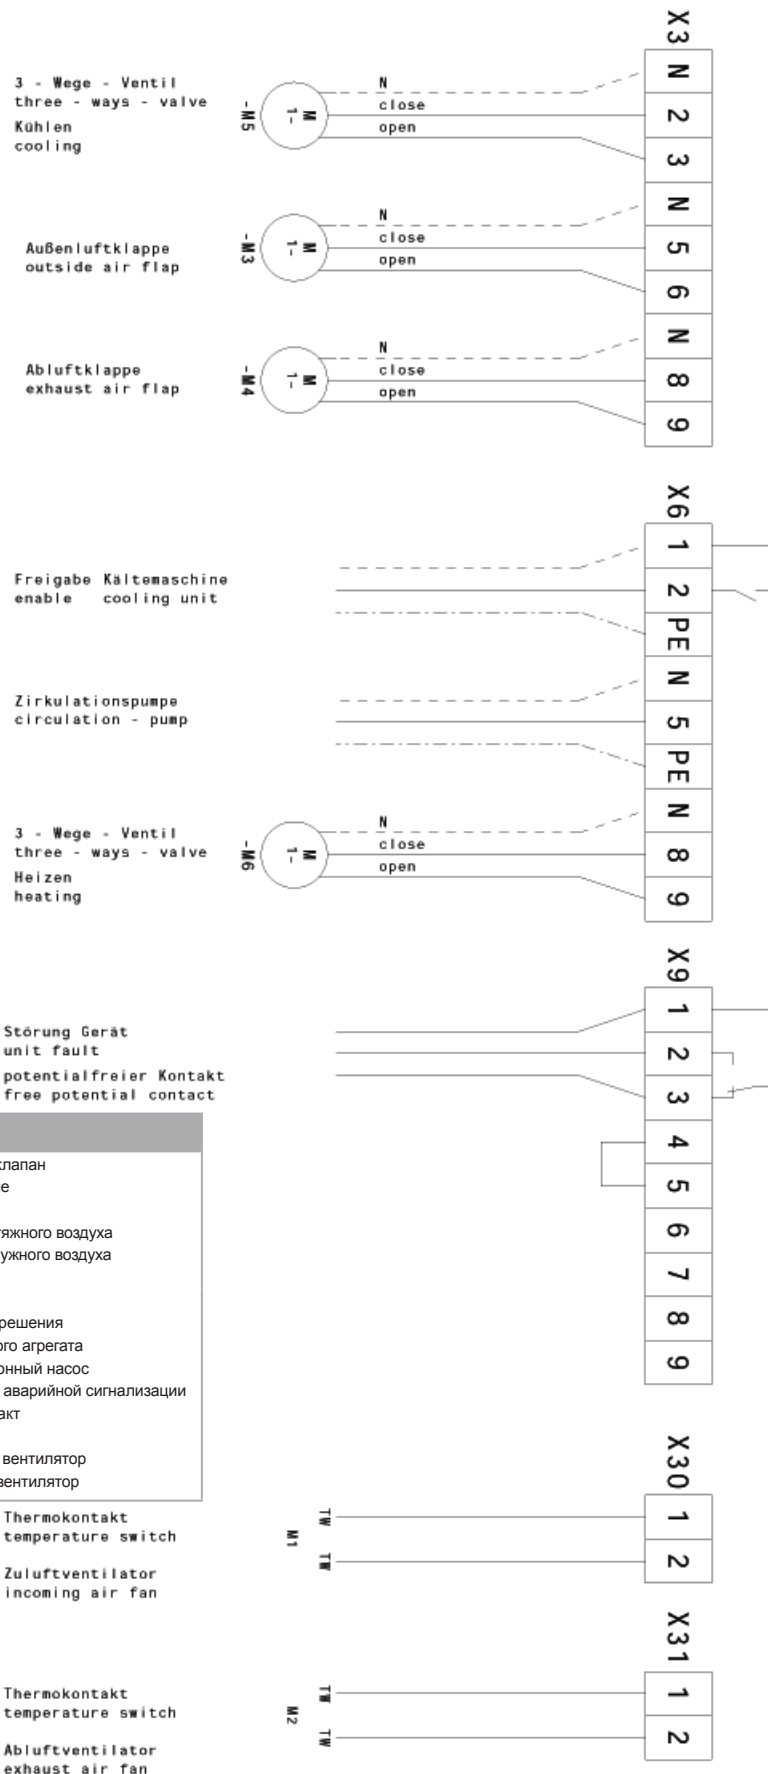 X3
3 - Wege - Ventil
three - ways - valve
Kühlen
cooling
-M5
M
1~
N
close
open
N
2
3
Außenluftklappe
outside air flap
-M3
M
1~
N
close
open
N
5
6
Abluftklappe
exhaust air flap
-M4
M
1~
N
close
open
N
8
9
X6
Freigabe Kältemaschine
enable cooling unit
1
2
PE
Zirkulationspumpe
circulation - pump
N
5
PE
3 - Wege - Ventil
three - ways - valve
Heizen
heating
-M6
M
1~
N
close
open
N
8
9
X9
Störung Gerät
unit fault
potentialfreier Kontakt
free potential contact
1
2
3
4
5
6
7
8
9
клапан
е
тяжного воздуха
ужного воздуха
решения
ого агрегата
онный насос
аварийной сигнализации
акт
вентилятор
вентилятор
X30
Thermokontakt
temperature switch
Zuluftventilator
incoming air fan
M1
TW
TW
1
2
X31
Thermokontakt
temperature switch
Abluftventilator
exhaust air fan
M2
TW
TW
1
2